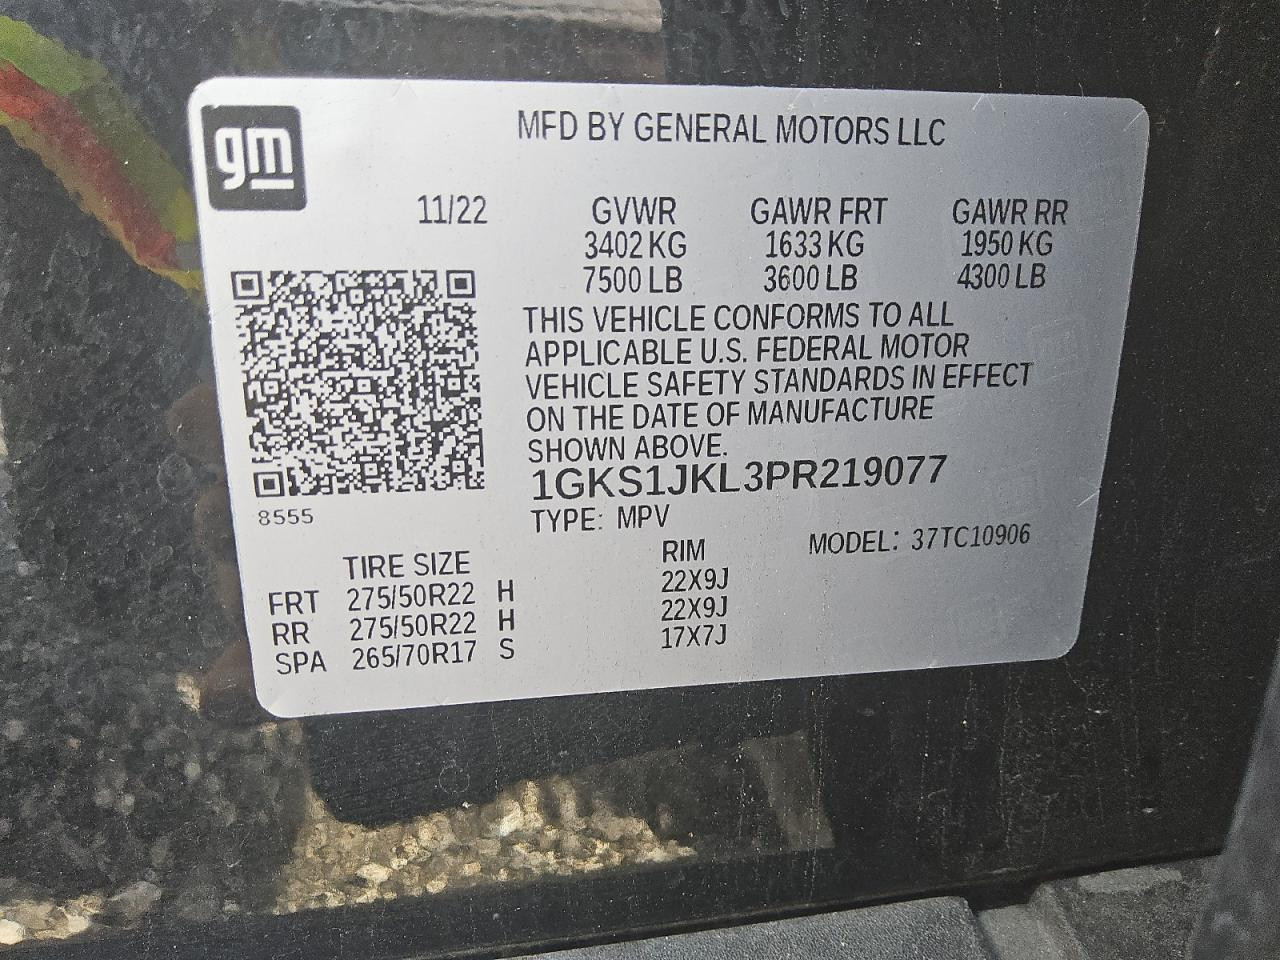 gm
MFD BY GENERAL MOTORS LLC
11/22 GVWR GAWR FRT GAWR RR
3402 KG 1633 KG 1950 KG
7500 LB 3600 LB 4300 LB
THIS VEHICLE CONFORMS TO ALL
APPLICABLE U.S. FEDERAL MOTOR
VEHICLE SAFETY STANDARDS IN EFFECT
ON THE DATE OF MANUFACTURE
SHOWN ABOVE.
1GKS1JKL3PR219077
8555
TYPE: MPV
MODEL: 37TC10906
TIRE SIZE RIM
FRT 275/50R22 H 22X9J
RR 275/50R22 H 22X9J
SPA 265/70R17 S 17X7J